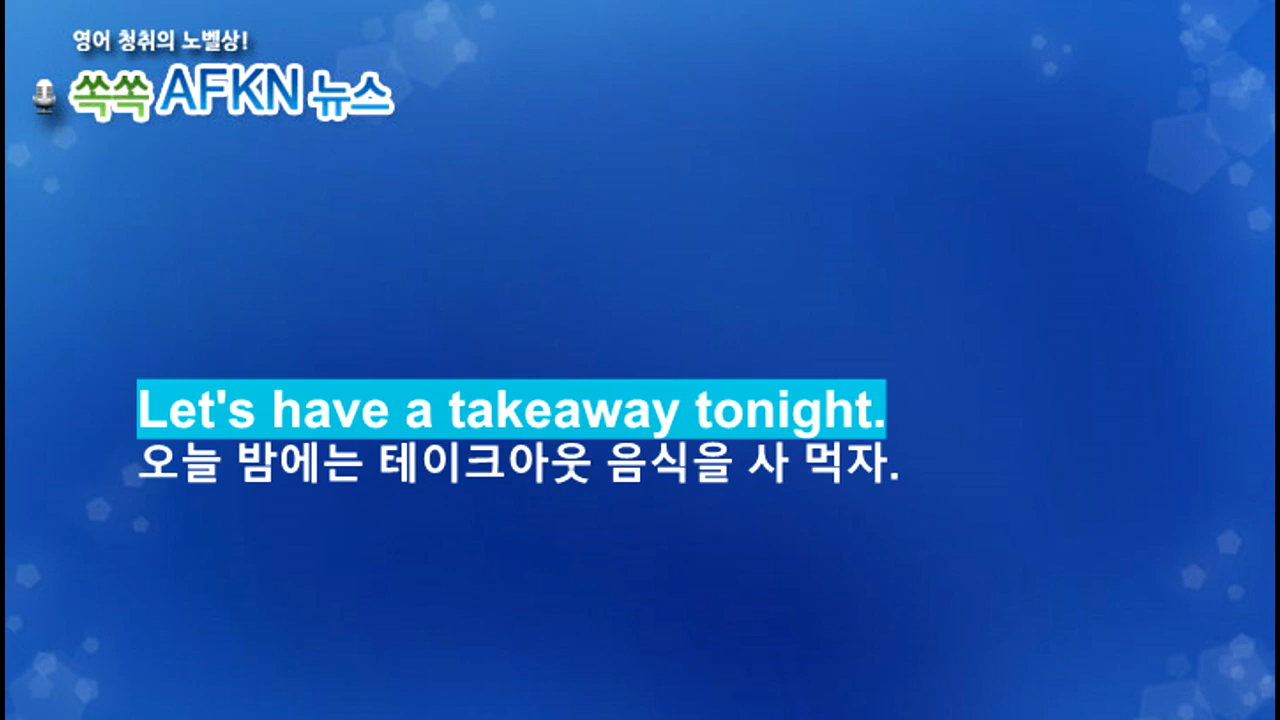 영어 청취의 노벨상!
쏙쏙 AFKN 뉴스
Let's have a takeaway tonight.
오늘 밤에는 테이크아웃 음식을 사 먹자.